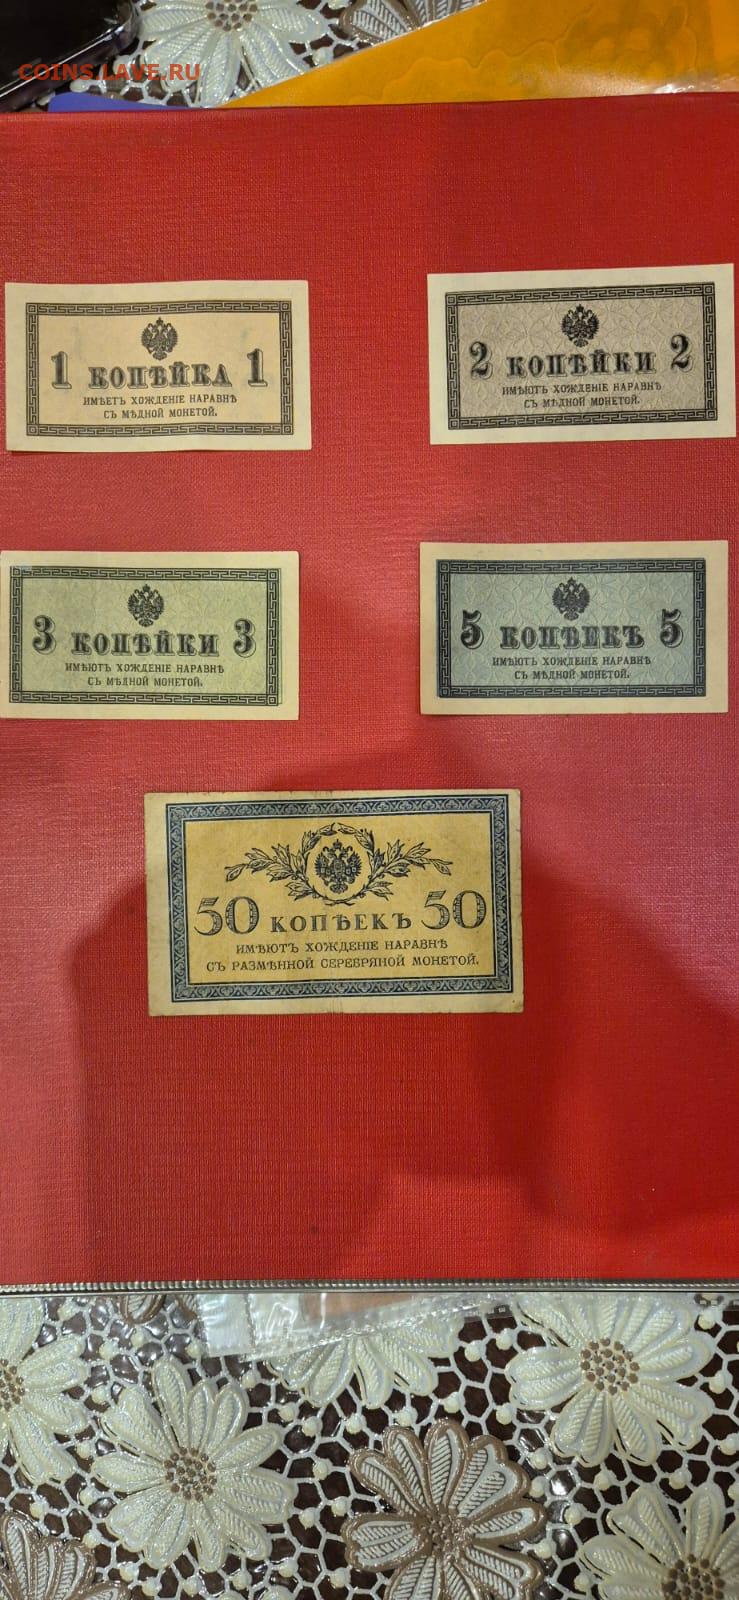 COINS.LAVE.RU
1 КОПѢЙКА 1
ИМѢЕТЪ ХОЖДЕНІЕ НАРАВНѢ
СЪ МѢДНОЙ МОНЕТОЙ.
2 КОПѢЙКИ 2
ИМѢЮТЪ ХОЖДЕНІЕ НАРАВНѢ
СЪ МѢДНОЙ МОНЕТОЙ.
3 КОПѢЙКИ 3
ИМѢЮТЪ ХОЖДЕНІЕ НАРАВНѢ
СЪ МѢДНОЙ МОНЕТОЙ.
5 КОПѢЕКЪ 5
ИМѢЮТЪ ХОЖДЕНІЕ НАРАВНѢ
СЪ МѢДНОЙ МОНЕТОЙ.
50 КОПѢЕКЪ 50
ИМѢЮТЪ ХОЖДЕНІЕ НАРАВНѢ
СЪ РАЗМѢННОЙ СЕРЕБРЯНОЙ МОНЕТОЙ.